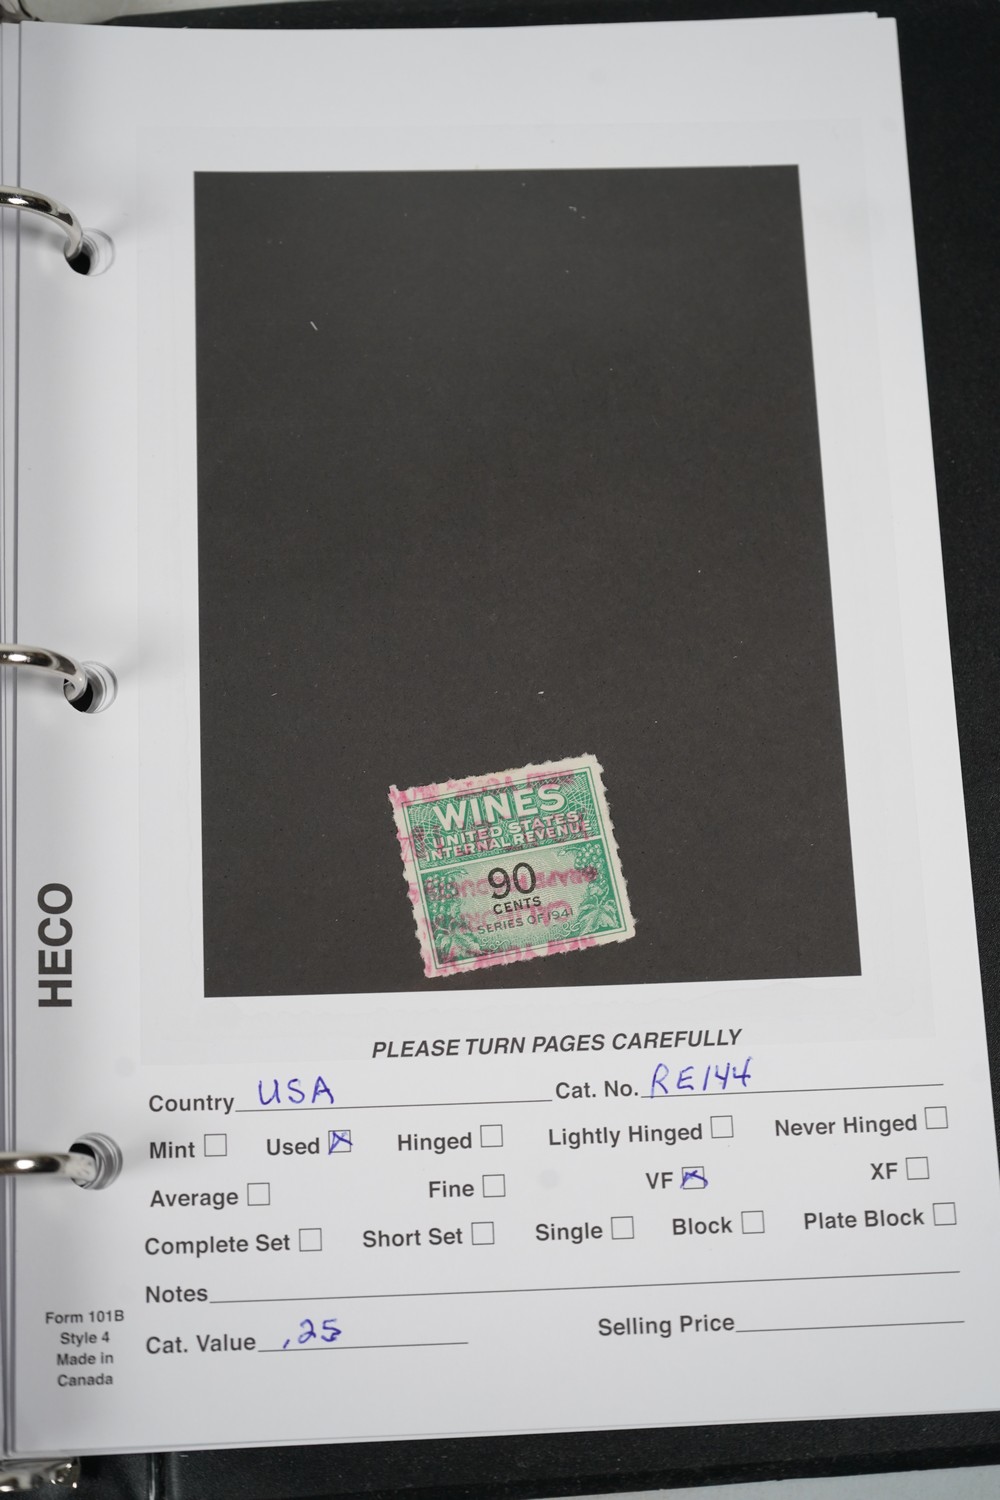 WINES
UNITED STATES
INTERNAL REVENUE
90
CENTS
SERIES OF 1941
HECO
PLEASE TURN PAGES CAREFULLY
Country USA Cat. No. RE144
Mint Used Hinged Lightly Hinged Never Hinged
Average Fine VF XF
Complete Set Short Set Single Block Plate Block
Notes
Form 101B
Style 4
Made in
Canada
Cat. Value .25 Selling Price